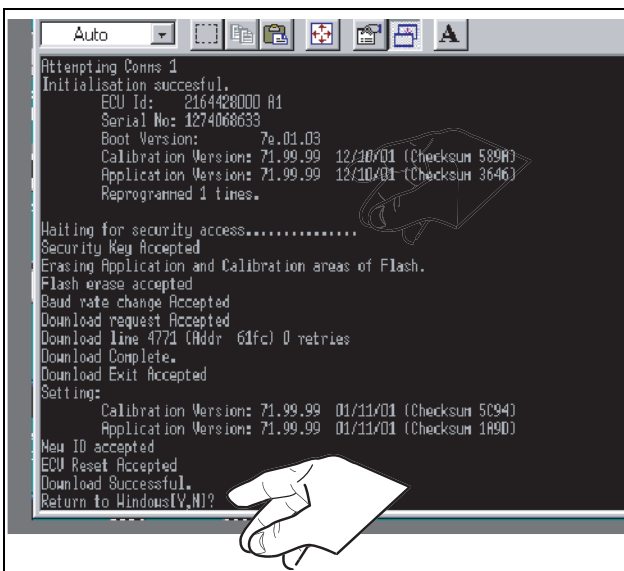 Auto
A
Attempting Comms 1
Initialisation succesful.
ECU Id: 2164428000 A1
Serial No: 1274068633
Boot Version: 7e.01.03
Calibration Version: 71.99.99 12/10/01 (Checksum 589A)
Application Version: 71.99.99 12/10/01 (Checksum 3646)
Reprogrammed 1 times.
Waiting for security access...............
Security Key Accepted
Erasing Application and Calibration areas of Flash.
Flash erase accepted
Baud rate change Accepted
Download request Accepted
Download line 4771 (Addr 61fc) 0 retries
Download Complete.
Download Exit Accepted
Setting:
Calibration Version: 71.99.99 01/11/01 (Checksum 5C94)
Application Version: 71.99.99 01/11/01 (Checksum 1A9D)
New ID accepted
ECU Reset Accepted
Download Successful.
Return to Windows[Y,N]?